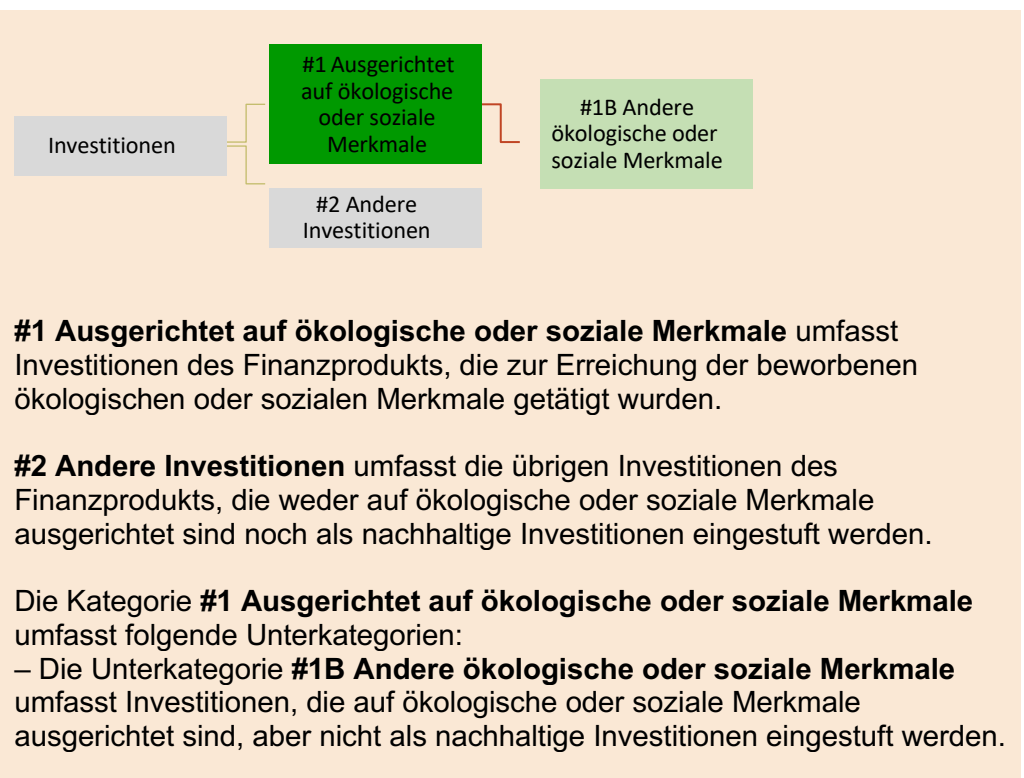 #1 Ausgerichtet
auf ökologische
oder soziale
Merkmale
#1B Andere
ökologische oder
soziale Merkmale
Investitionen
#2 Andere
Investitionen
#1 Ausgerichtet auf ökologische oder soziale Merkmale umfasst
Investitionen des Finanzprodukts, die zur Erreichung der beworbenen
ökologischen oder sozialen Merkmale getätigt wurden.
#2 Andere Investitionen umfasst die übrigen Investitionen des
Finanzprodukts, die weder auf ökologische oder soziale Merkmale
ausgerichtet sind noch als nachhaltige Investitionen eingestuft werden.
Die Kategorie #1 Ausgerichtet auf ökologische oder soziale Merkmale
umfasst folgende Unterkategorien:
– Die Unterkategorie #1B Andere ökologische oder soziale Merkmale
umfasst Investitionen, die auf ökologische oder soziale Merkmale
ausgerichtet sind, aber nicht als nachhaltige Investitionen eingestuft werden.